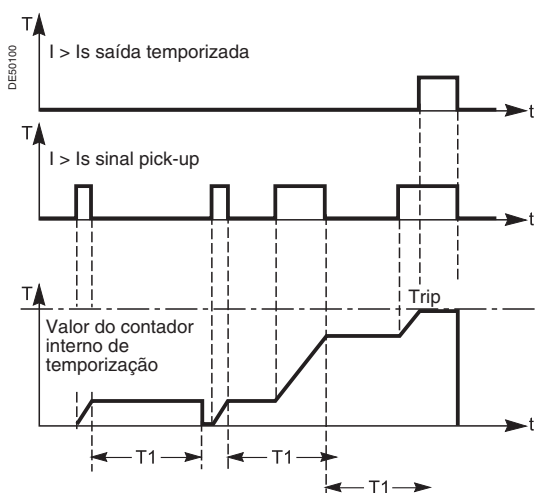 T
DE50100
I > Is saída temporizada
t
T
I > Is sinal pick-up
t
T
Trip
Valor do contador
interno de
temporização
t
T1
T1
T1